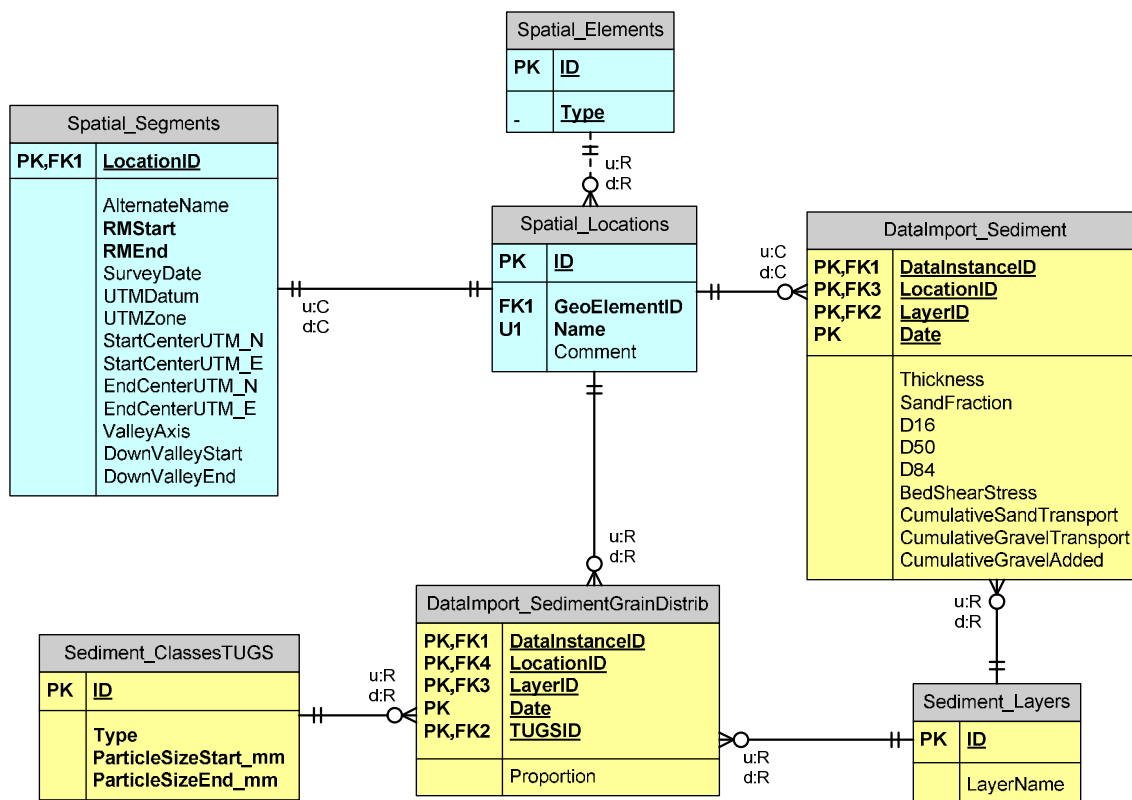 Spatial_Elements
PK ID
- Type
u:R
d:R
Spatial_Segments
PK,FK1 LocationID
AlternateName
RMStart
RMEnd
SurveyDate
UTMDatum
UTMZone
StartCenterUTM_N
StartCenterUTM_E
EndCenterUTM_N
EndCenterUTM_E
ValleyAxis
DownValleyStart
DownValleyEnd
u:C
d:C
Spatial_Locations
PK ID
FK1 GeoElementID
U1 Name
Comment
u:C
d:C
DataImport_Sediment
PK,FK1 DataInstanceID
PK,FK3 LocationID
PK,FK2 LayerID
PK Date
Thickness
SandFraction
D16
D50
D84
BedShearStress
CumulativeSandTransport
CumulativeGravelTransport
CumulativeGravelAdded
u:R
d:R
u:R
d:R
DataImport_SedimentGrainDistrib
PK,FK1 DataInstanceID
PK,FK4 LocationID
PK,FK3 LayerID
PK Date
PK,FK2 TUGSID
Proportion
Sediment_ClassesTUGS
PK ID
Type
ParticleSizeStart_mm
ParticleSizeEnd_mm
u:R
d:R
Sediment_Layers
PK ID
LayerName
u:R
d:R